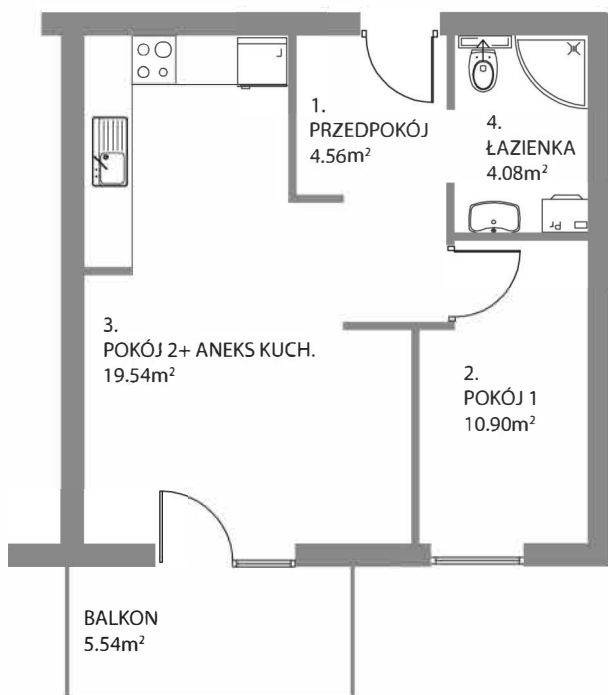 1.
PRZEDPOKÓJ
4.56m²
4.
ŁAZIENKA
4.08m²
Pr
3.
POKÓJ 2+ ANEKS KUCH.
19.54m²
2.
POKÓJ 1
10.90m²
BALKON
5.54m²